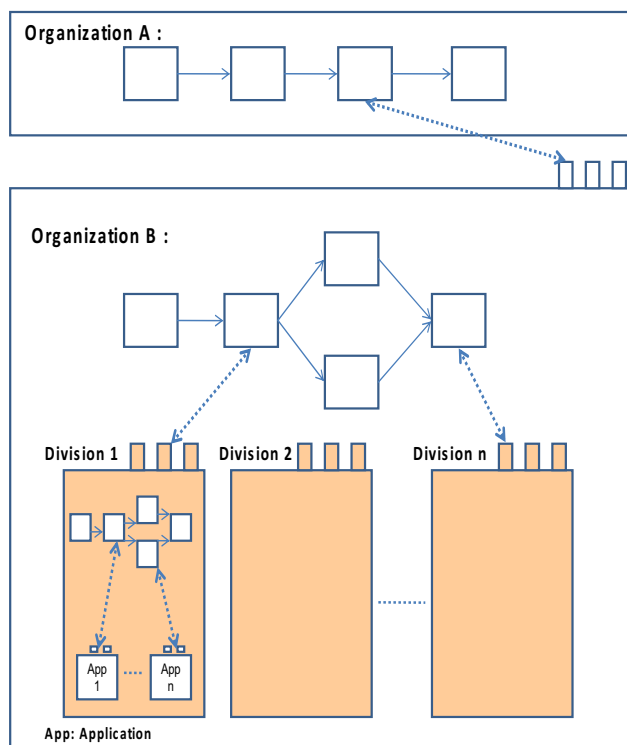 Organization A :
Organization B :
Division 1
Division 2
Division n
App
1
App
n
App: Application